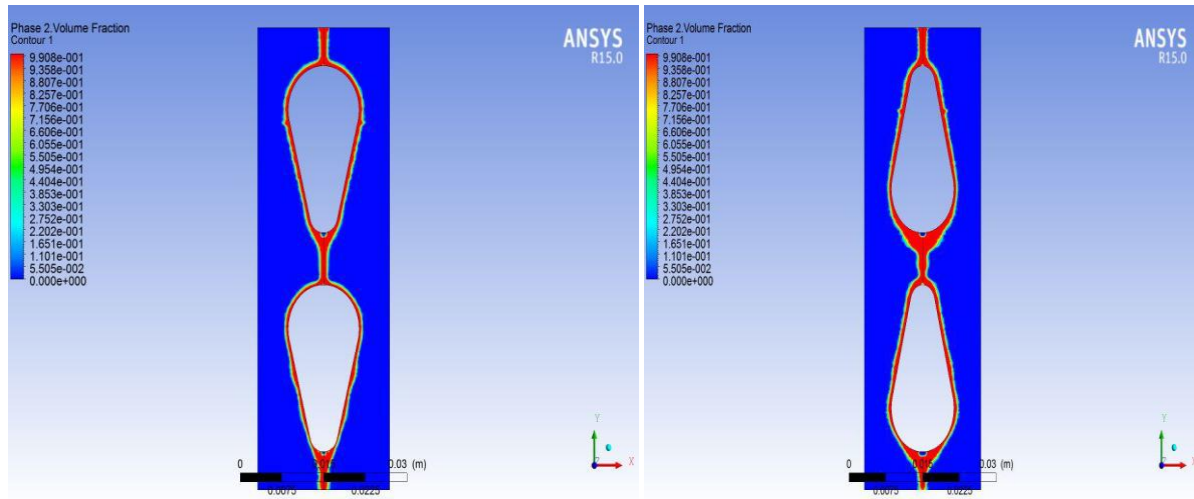 Phase 2.Volume Fraction
Contour 1
9.908e-001
9.358e-001
8.807e-001
8.257e-001
7.706e-001
7.156e-001
6.606e-001
6.055e-001
5.505e-001
4.954e-001
4.404e-001
3.853e-001
3.303e-001
2.752e-001
2.202e-001
1.651e-001
1.101e-001
5.505e-002
0.000e+000
ANSYS
R15.0
Y
X
0 0.015 0.03 (m)
0.0075 0.0225
Phase 2.Volume Fraction
Contour 1
9.908e-001
9.358e-001
8.807e-001
8.257e-001
7.706e-001
7.156e-001
6.606e-001
6.055e-001
5.505e-001
4.954e-001
4.404e-001
3.853e-001
3.303e-001
2.752e-001
2.202e-001
1.651e-001
1.101e-001
5.505e-002
0.000e+000
ANSYS
R15.0
Y
0 0.015 0.03 (m)
0.0075 0.0225